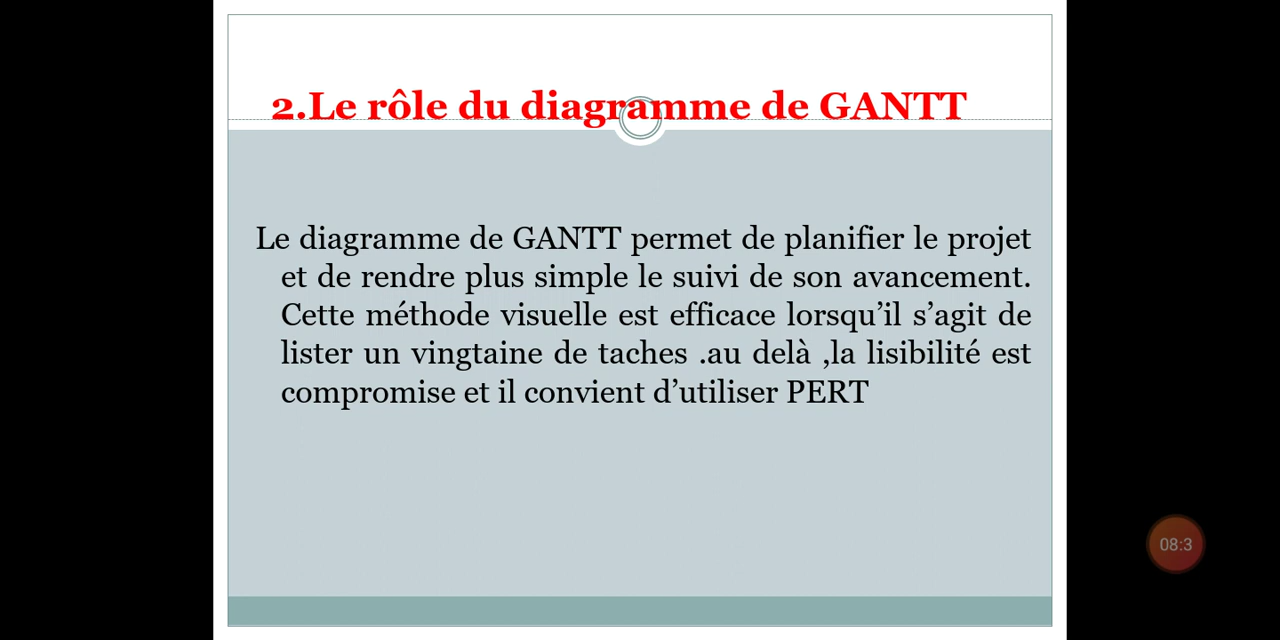 2.Le rôle du diagramme de GANTT
Le diagramme de GANTT permet de planifier le projet
et de rendre plus simple le suivi de son avancement.
Cette méthode visuelle est efficace lorsqu’il s’agit de
lister un vingtaine de taches .au delà ,la lisibilité est
compromise et il convient d’utiliser PERT
08:3